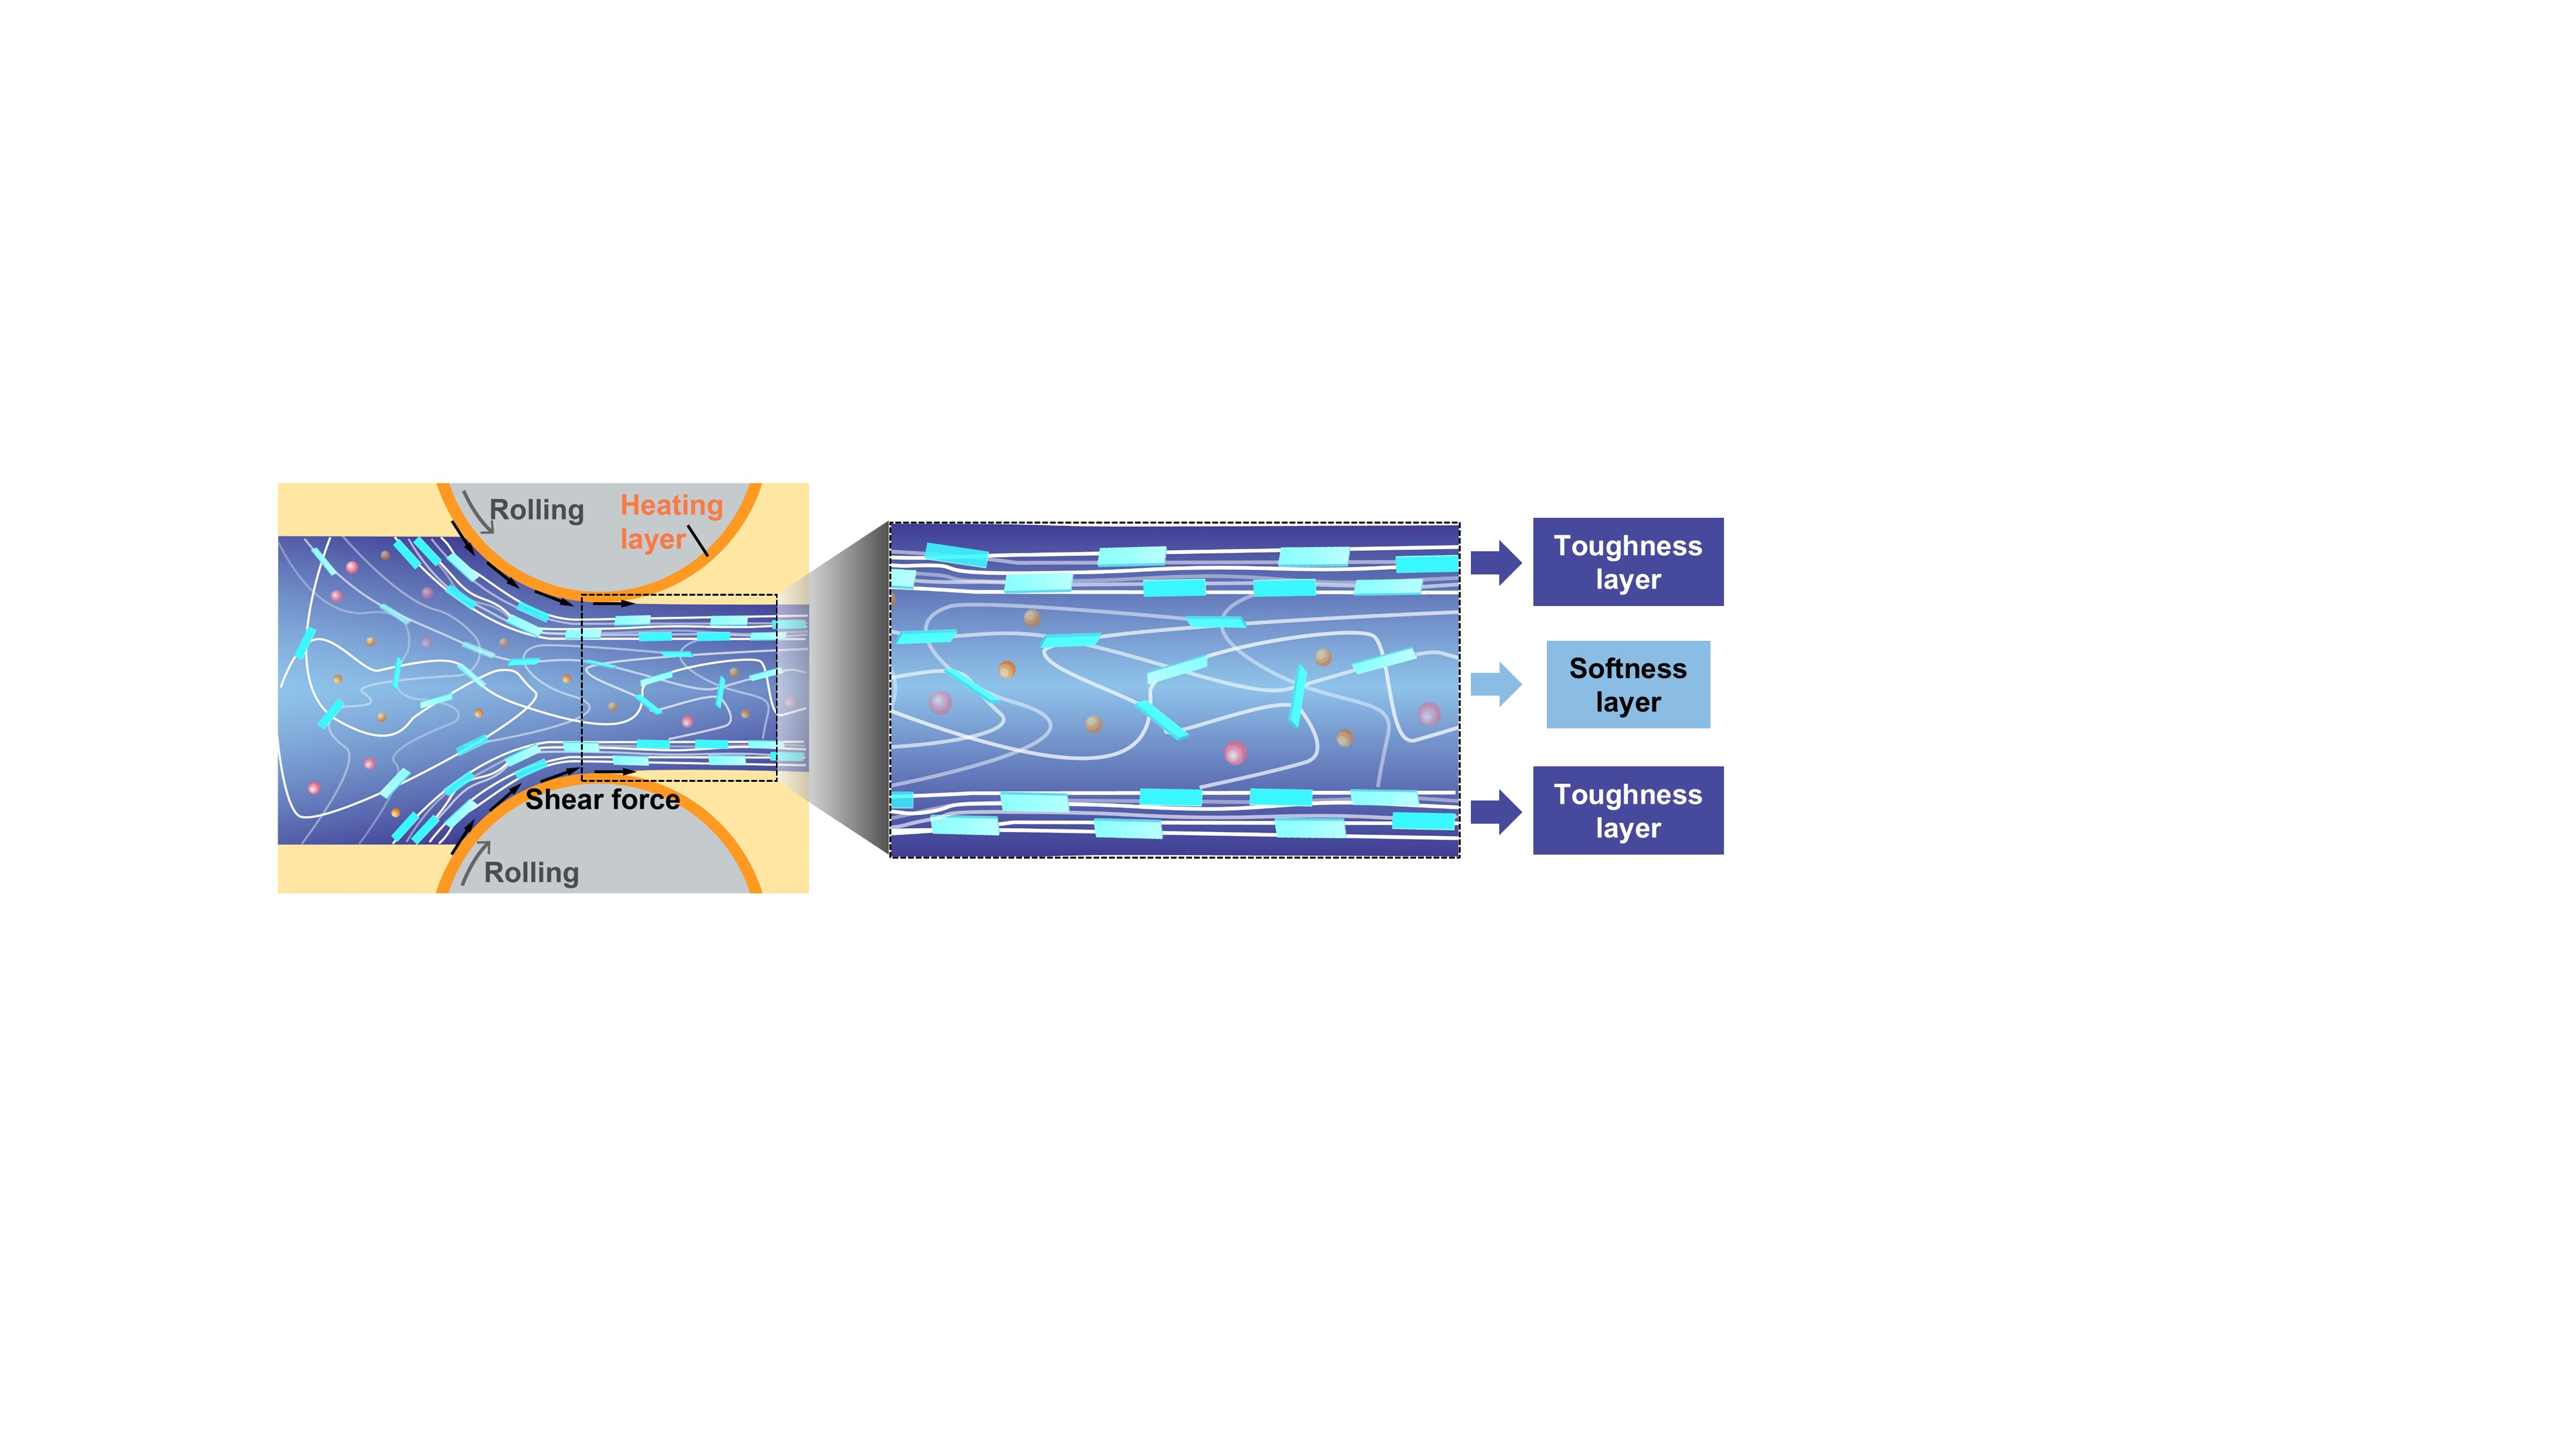 Rolling
Heating
layer
Shear force
Rolling
Toughness
layer
Softness
layer
Toughness
layer